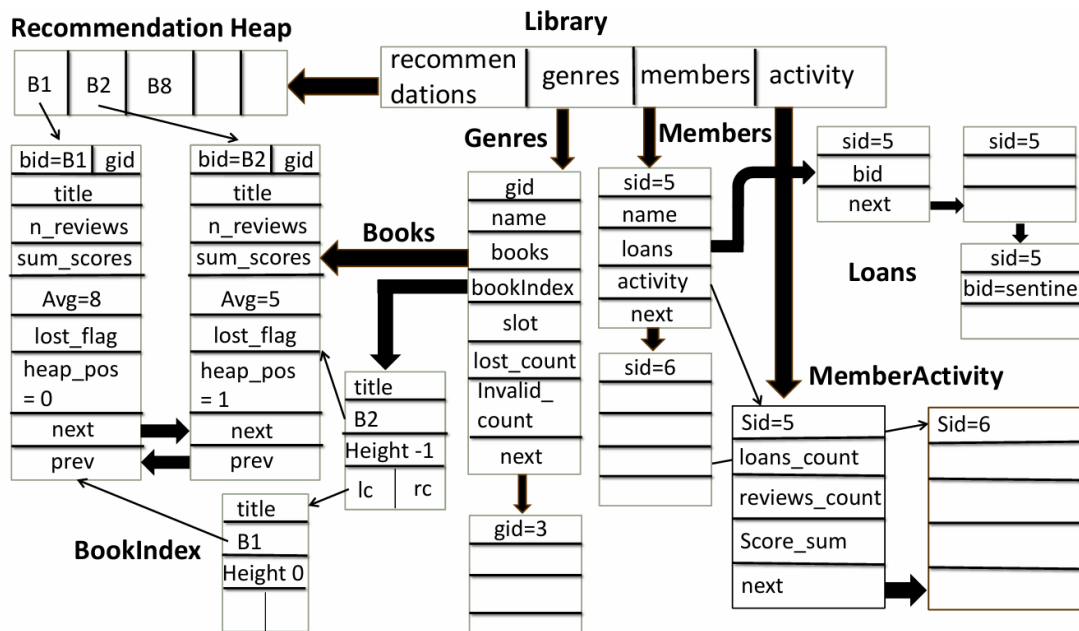 Recommendation Heap
Library
recommen
dations
genres
members
activity
B1
B2
B8
Genres
Members
bid=B1
gid
title
n_reviews
sum_scores
Avg=8
lost_flag
heap_pos
= 0
next
prev
bid=B2
gid
title
n_reviews
sum_scores
Avg=5
lost_flag
heap_pos
= 1
next
prev
Books
gid
name
books
bookIndex
slot
lost_count
Invalid_
count
next
gid=3
sid=5
name
loans
activity
next
sid=6
sid=5
bid
next
sid=5
sid=5
bid=sentine
Loans
title
B2
Height -1
lc
rc
title
B1
Height 0
BookIndex
MemberActivity
Sid=5
loans_count
reviews_count
Score_sum
next
Sid=6